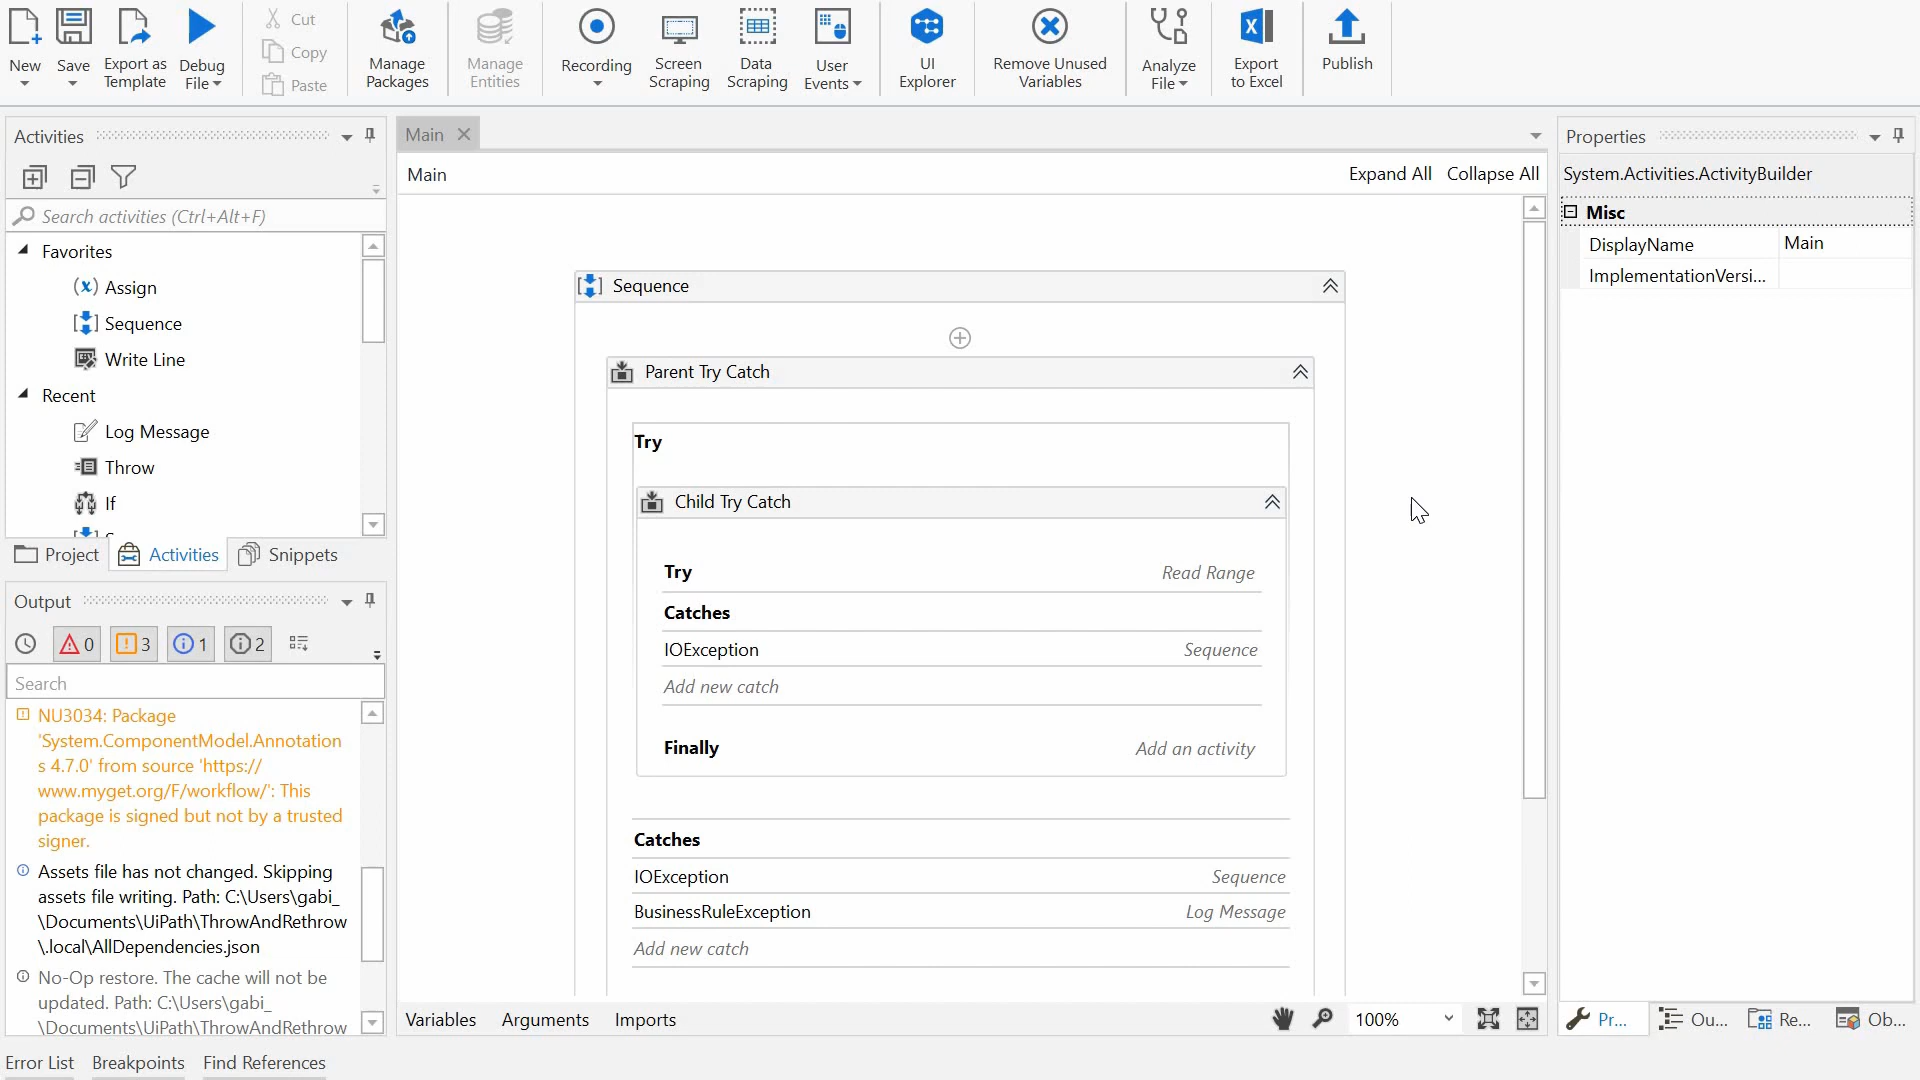 New
Save
Export as
Template
Debug
File
Cut
Copy
Paste
Manage
Packages
Manage
Entities
Recording
Screen
Scraping
Data
Scraping
User
Events
UI
Explorer
Remove Unused
Variables
Analyze
File
Export
to Excel
Publish
Activities
Search activities (Ctrl+Alt+F)
Favorites
Assign
Sequence
Write Line
Recent
Log Message
Throw
If
Project
Activities
Snippets
Output
0
3
1
2
Search
NU3034: Package
'System.ComponentModel.Annotation
s 4.7.0' from source 'https://
www.myget.org/F/workflow/': This
package is signed but not by a trusted
signer.
Assets file has not changed. Skipping
assets file writing. Path: C:\Users\gabi_
\Documents\UiPath\ThrowAndRethrow
\.local\AllDependencies.json
No-Op restore. The cache will not be
updated. Path: C:\Users\gabi_
\Documents\UiPath\ThrowAndRethrow
Main
Main
Expand All
Collapse All
Sequence
Parent Try Catch
Try
Child Try Catch
Try
Read Range
Catches
IOException
Sequence
Add new catch
Finally
Add an activity
Catches
IOException
Sequence
BusinessRuleException
Log Message
Add new catch
Variables
Arguments
Imports
100%
Properties
System.Activities.ActivityBuilder
Misc
DisplayName
Main
ImplementationVersi...
Pr...
Ou...
Re...
Ob...
Error List
Breakpoints
Find References